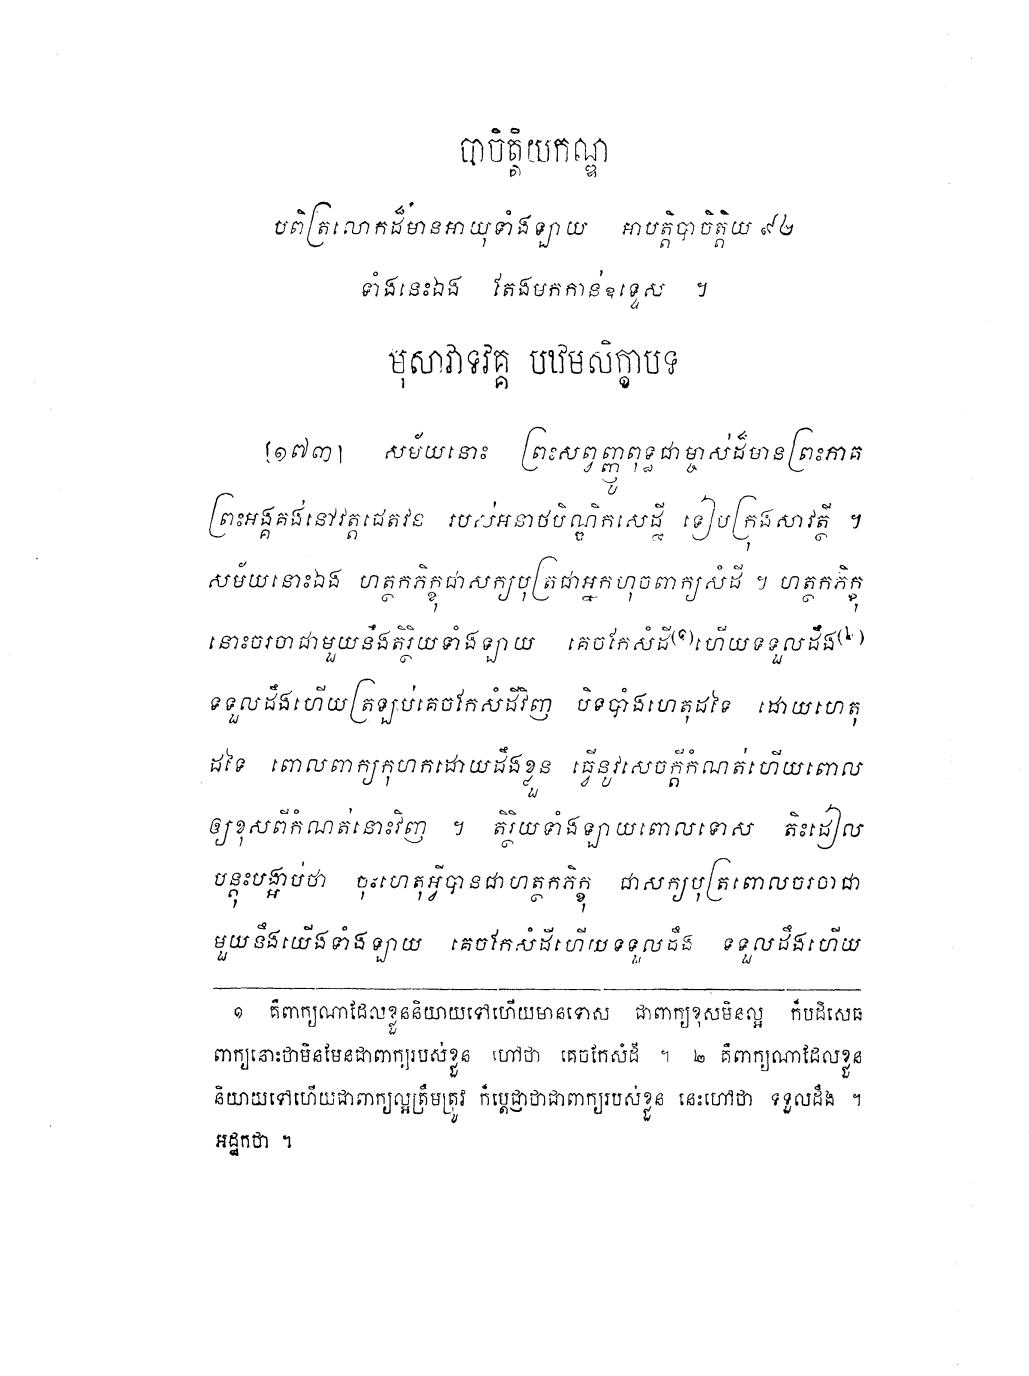 បាចិត្តិយកណ្ឌ
បពិត្រលោកដ៏មានអាយុទាំងឡាយ អាបត្តិបាចិត្តិយ ៩២
ទាំងនេះឯង តែងមកកាន់ឧទ្ទេស ។
មុសាវាទវគ្គ បឋមសិក្ខាបទ
[១៧៣] សម័យនោះ ព្រះសព្វញ្ញុពុទ្ធជាម្ចាស់ដ៏មានព្រះភាគ
ព្រះអង្គគង់នៅវត្តជេតវន របស់អនាថបិណ្ឌិកសេដ្ឋី ទៀបក្រុងសាវត្ថី ។
សម័យនោះឯង ហត្ថកភិក្ខុជាសក្យបុត្រជាអ្នកហុចពាក្យសំដី ។ ហត្ថកភិក្ខុ
នោះចរចាជាមួយនឹងតិរ្ថិយទាំងឡាយ គេចកែសំដី(១)ហើយទទួលដឹង(២)
ទទួលដឹងហើយត្រឡប់គេចកែសំដីវិញ បិទបាំងហេតុដទៃ ដោយហេតុ
ដទៃ ពោលពាក្យកុហកដោយដឹងខ្លួន ធ្វើនូវសេចក្តីកំណត់ហើយពោល
ឲ្យខុសពីកំណត់នោះវិញ ។ តិរ្ថិយទាំងឡាយពោលទោស តិះដៀល
បន្តុះបង្អាប់ថា ចុះហេតុអ្វីបានជាហត្ថកភិក្ខុ ជាសក្យបុត្រពោលចរចាជា
មួយនឹងយើងទាំងឡាយ គេចកែសំដីហើយទទួលដឹង ទទួលដឹងហើយ
១ គឺពាក្យណាដែលខ្លួននិយាយទៅហើយមានទោស ជាពាក្យខុសមិនល្អ ក៏បដិសេធ
ពាក្យនោះថាមិនមែនជាពាក្យរបស់ខ្លួន ហៅថា គេចកែសំដី ។ ២ គឺពាក្យណាដែលខ្លួន
និយាយទៅហើយជាពាក្យល្អត្រឹមត្រូវ ក៏ប្តេជ្ញាថាជាពាក្យរបស់ខ្លួន នេះហៅថា ទទួលដឹង ។
អដ្ឋកថា ។